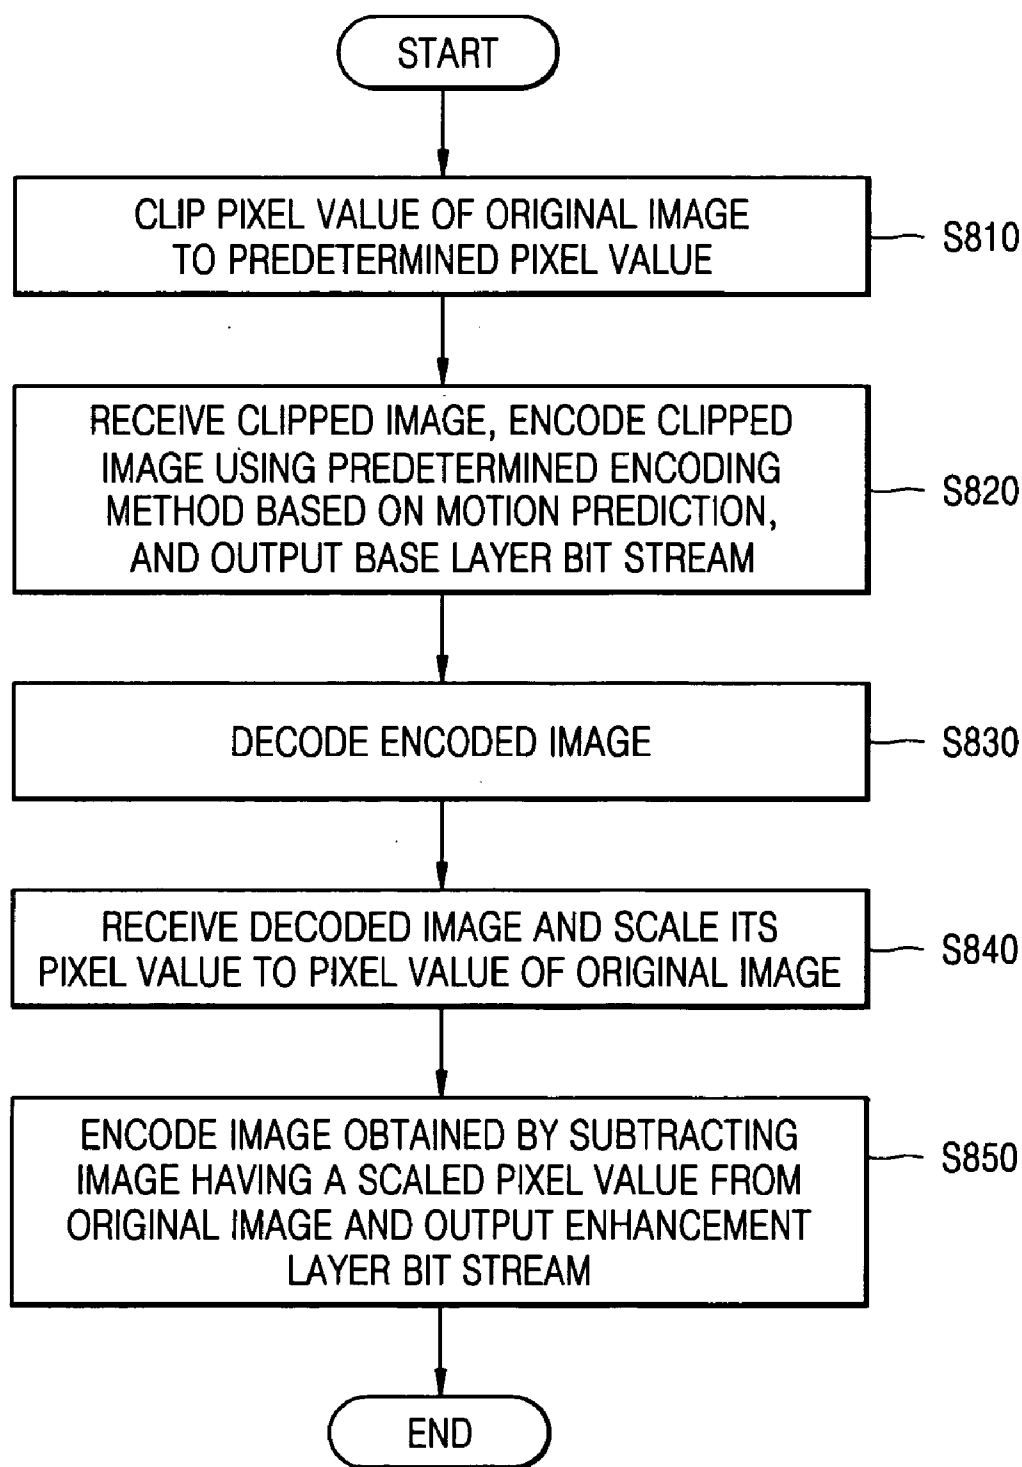 START
CLIP PIXEL VALUE OF ORIGINAL IMAGE
TO PREDETERMINED PIXEL VALUE
S810
RECEIVE CLIPPED IMAGE, ENCODE CLIPPED
IMAGE USING PREDETERMINED ENCODING
METHOD BASED ON MOTION PREDICTION,
AND OUTPUT BASE LAYER BIT STREAM
S820
DECODE ENCODED IMAGE
S830
RECEIVE DECODED IMAGE AND SCALE ITS
PIXEL VALUE TO PIXEL VALUE OF ORIGINAL IMAGE
S840
ENCODE IMAGE OBTAINED BY SUBTRACTING
IMAGE HAVING A SCALED PIXEL VALUE FROM
ORIGINAL IMAGE AND OUTPUT ENHANCEMENT
LAYER BIT STREAM
S850
END